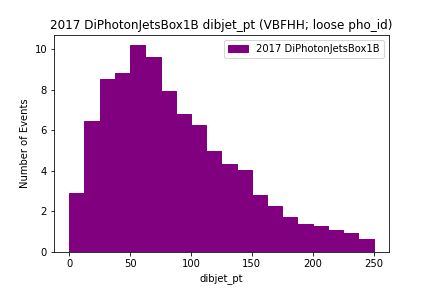 2017 DiPhotonJetsBox1B dibjet_pt (VBFHH; loose pho_id)
2017 DiPhotonJetsBox1B
10
8
6
4
2
0
Number of Events
0 50 100 150 200 250
dibjet_pt